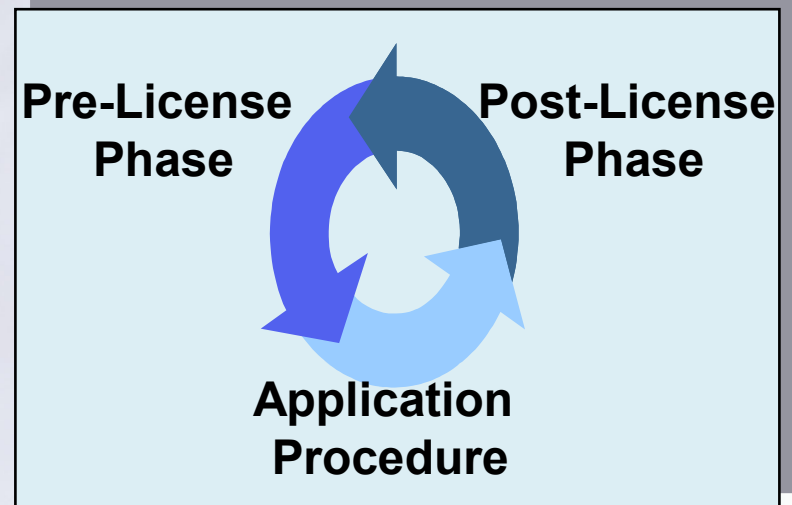 Pre-License
Phase
Post-License
Phase
Application
Procedure